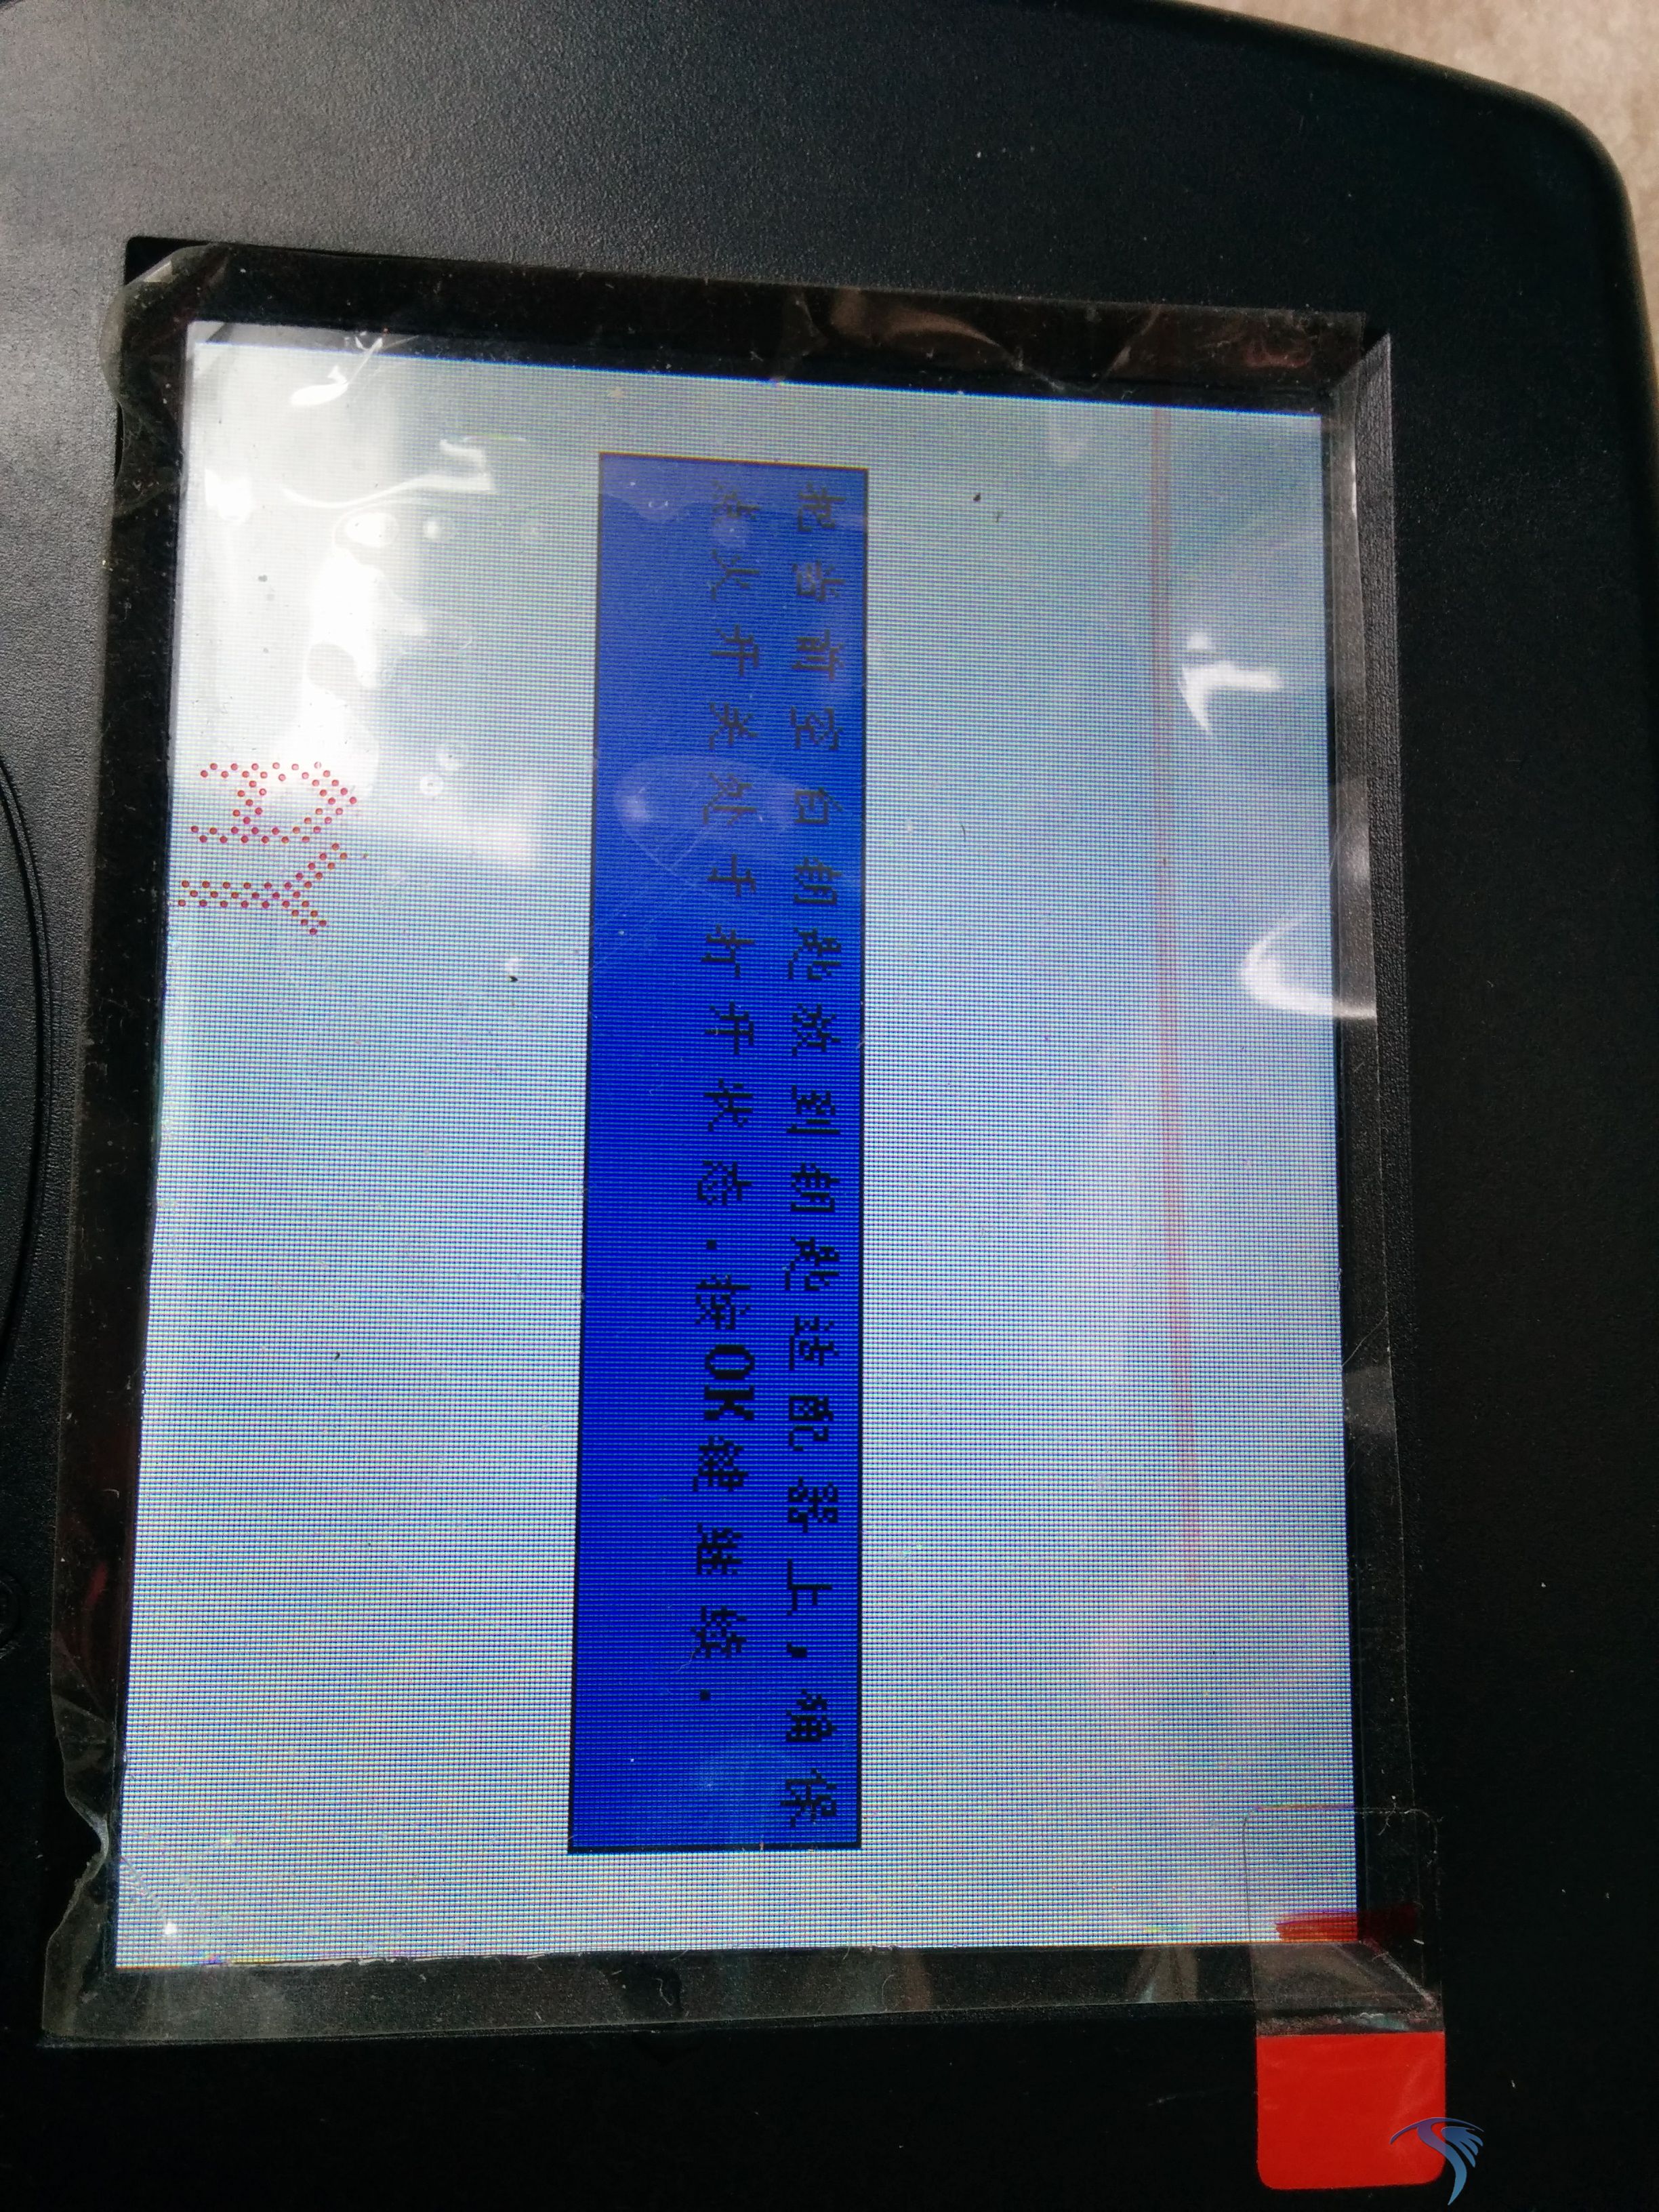 把当前空白钥匙放到钥匙适配器上,确保
点火开关处于打开状态.按OK键继续.